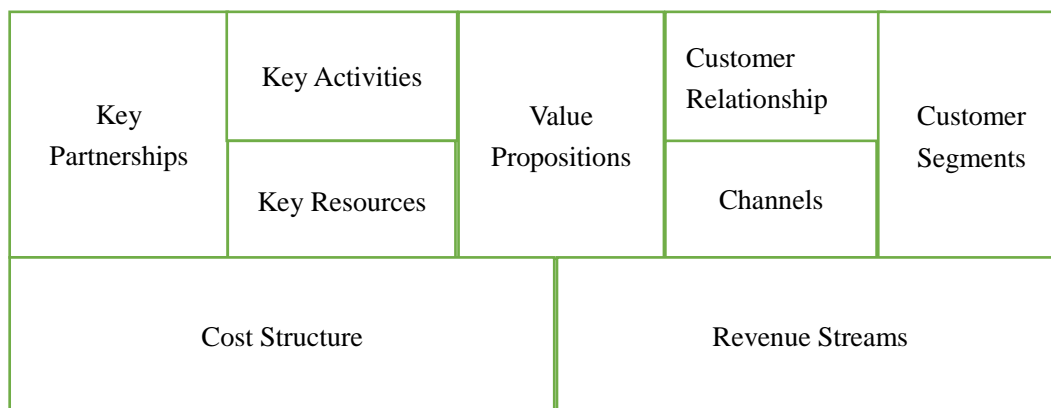 Key
Partnerships
Key Activities
Key Resources
Value
Propositions
Customer
Relationship
Channels
Customer
Segments
Cost Structure
Revenue Streams